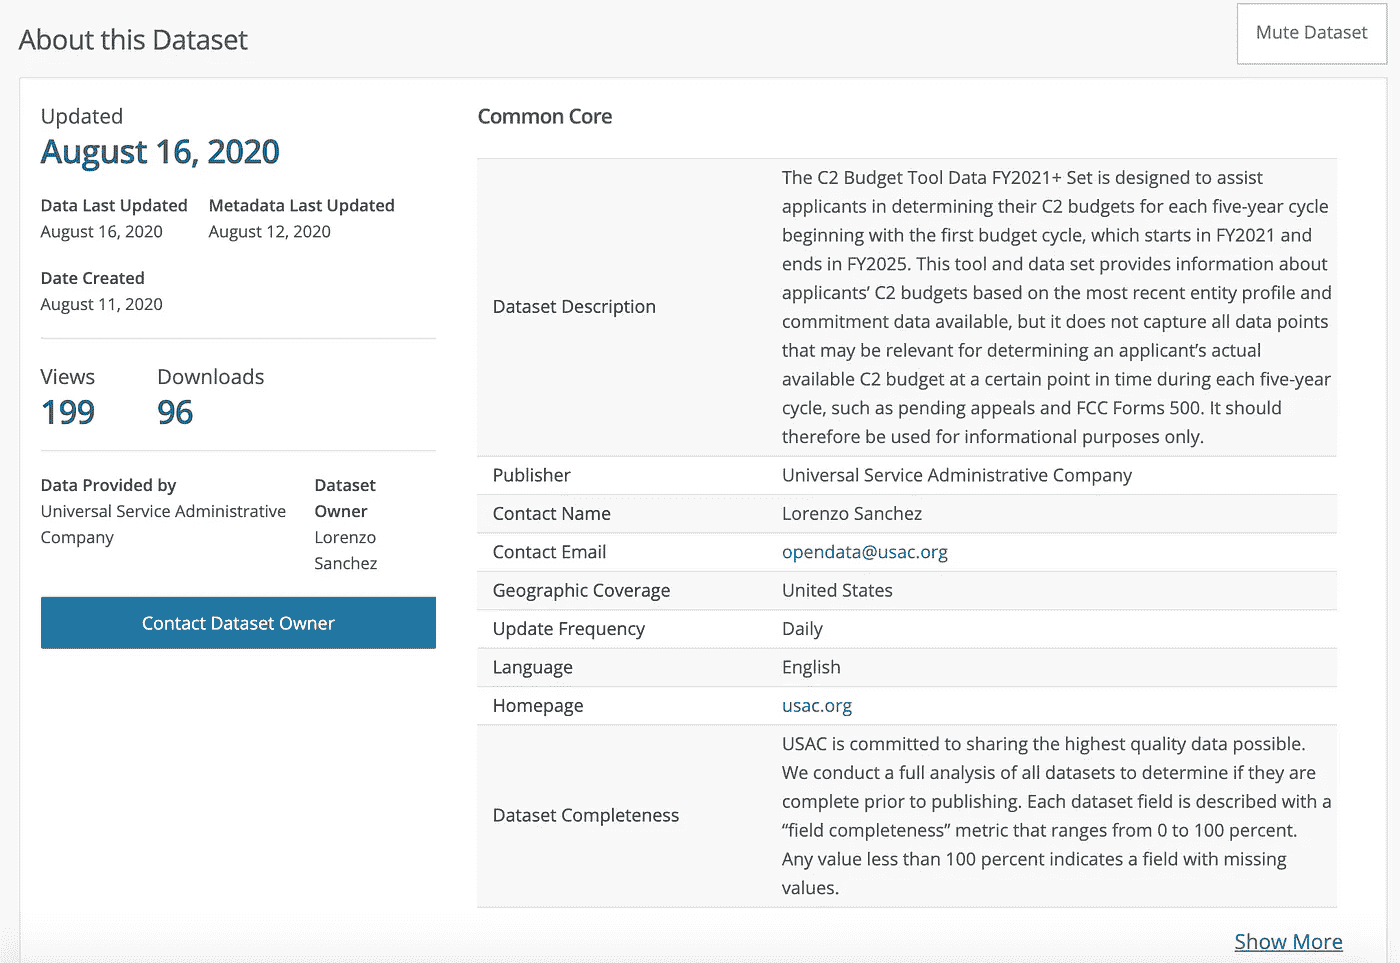 About this Dataset
Mute Dataset
Updated
August 16, 2020
Data Last Updated
August 16, 2020
Metadata Last Updated
August 12, 2020
Date Created
August 11, 2020
Views
199
Downloads
96
Data Provided by
Universal Service Administrative
Company
Dataset
Owner
Lorenzo
Sanchez
Contact Dataset Owner
Common Core
Dataset Description
The C2 Budget Tool Data FY2021+ Set is designed to assist
applicants in determining their C2 budgets for each five-year cycle
beginning with the first budget cycle, which starts in FY2021 and
ends in FY2025. This tool and data set provides information about
applicants’ C2 budgets based on the most recent entity profile and
commitment data available, but it does not capture all data points
that may be relevant for determining an applicant’s actual
available C2 budget at a certain point in time during each five-year
cycle, such as pending appeals and FCC Forms 500. It should
therefore be used for informational purposes only.
Publisher
Universal Service Administrative Company
Contact Name
Lorenzo Sanchez
Contact Email
opendata@usac.org
Geographic Coverage
United States
Update Frequency
Daily
Language
English
Homepage
usac.org
Dataset Completeness
USAC is committed to sharing the highest quality data possible.
We conduct a full analysis of all datasets to determine if they are
complete prior to publishing. Each dataset field is described with a
“field completeness” metric that ranges from 0 to 100 percent.
Any value less than 100 percent indicates a field with missing
values.
Show More